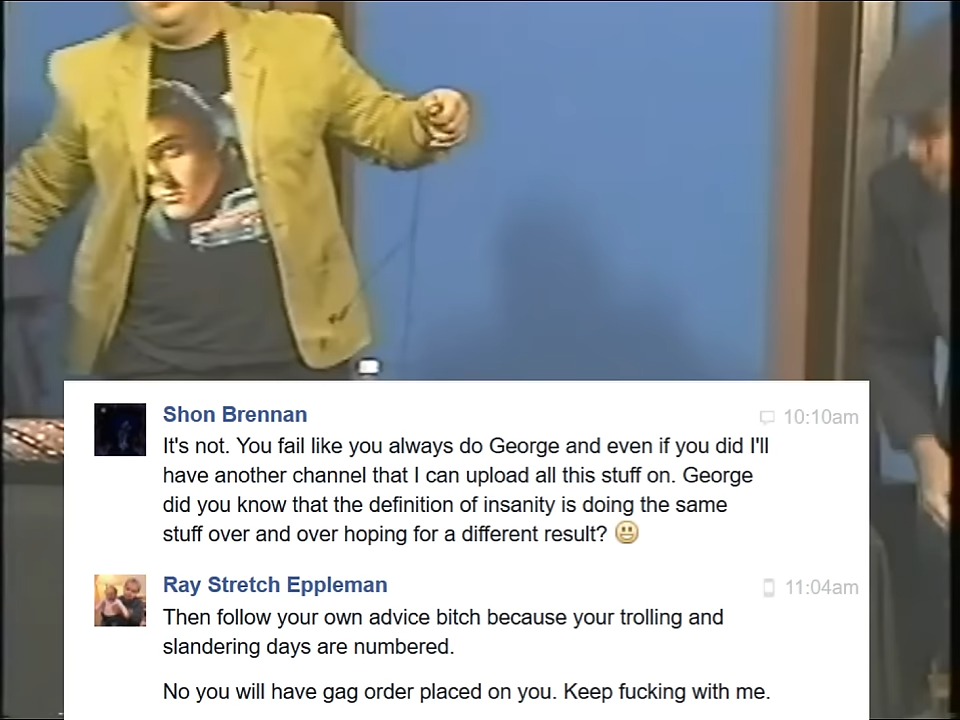 Shon Brennan
10:10am
It's not. You fail like you always do George and even if you did I'll
have another channel that I can upload all this stuff on. George
did you know that the definition of insanity is doing the same
stuff over and over hoping for a different result?
Ray Stretch Eppleman
11:04am
Then follow your own advice bitch because your trolling and
slandering days are numbered.
No you will have gag order placed on you. Keep fucking with me.